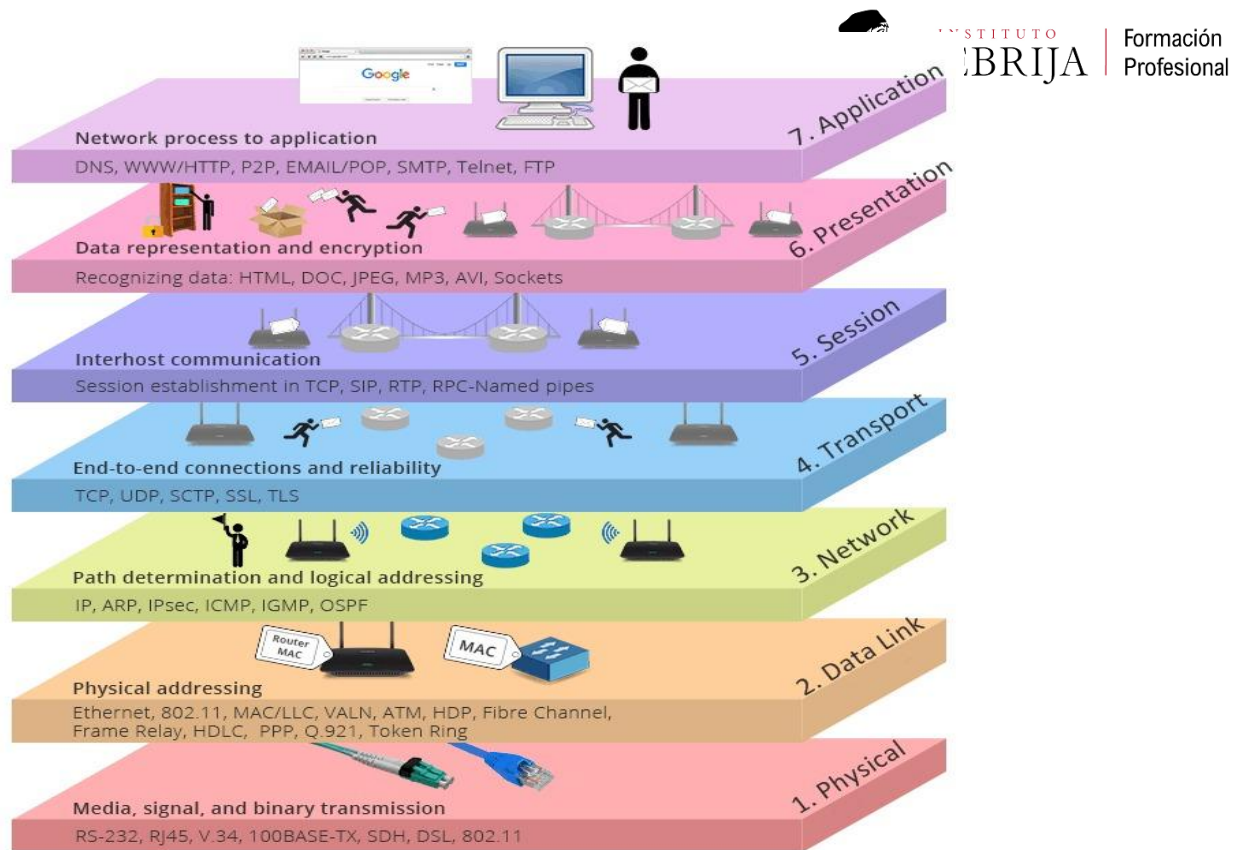 INSTITUTO
EBRIJA
Formación
Profesional
Google
7. Application
Network process to application
DNS, WWW/HTTP, P2P, EMAIL/POP, SMTP, Telnet, FTP
6. Presentation
Data representation and encryption
Recognizing data: HTML, DOC, JPEG, MP3, AVI, Sockets
5. Session
Interhost communication
Session establishment in TCP, SIP, RTP, RPC-Named pipes
4. Transport
End-to-end connections and reliability
TCP, UDP, SCTP, SSL, TLS
3. Network
Path determination and logical addressing
IP, ARP, IPsec, ICMP, IGMP, OSPF
Router
MAC
MAC
2. Data Link
Physical addressing
Ethernet, 802.11, MAC/LLC, VALN, ATM, HDP, Fibre Channel,
Frame Relay, HDLC, PPP, Q.921, Token Ring
1. Physical
Media, signal, and binary transmission
RS-232, RJ45, V.34, 100BASE-TX, SDH, DSL, 802.11